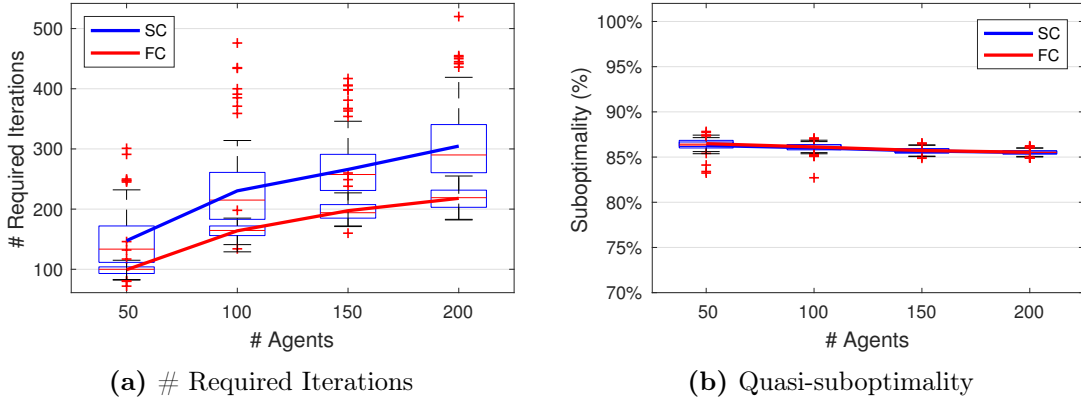 SC
FC
500
400
300
200
100
# Required Iterations
50
100
150
200
# Agents
(a) # Required Iterations
SC
FC
100%
95%
90%
85%
80%
75%
70%
Suboptimality (%)
50
100
150
200
# Agents
(b) Quasi-suboptimality